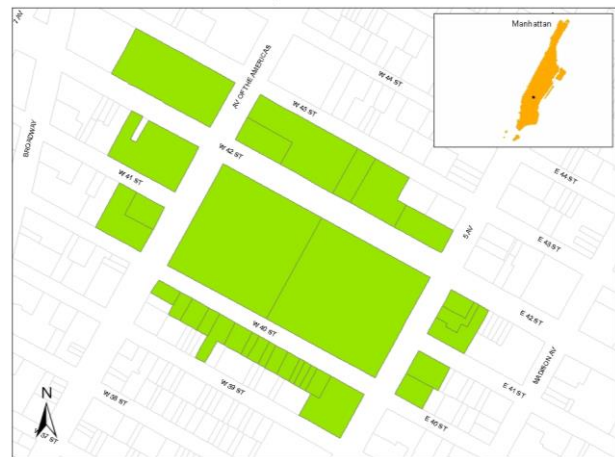 7 AV
Manhattan
AV OF THE AMERICAS
W 44 ST
W 43 ST
BROADWAY
W 42 ST
W 41 ST
E 44 ST
5 AV
E 43 ST
E 42 ST
W 40 ST
MADISON AV
W 39 ST
E 41 ST
N
W 38 ST
E 40 ST
W 37 ST